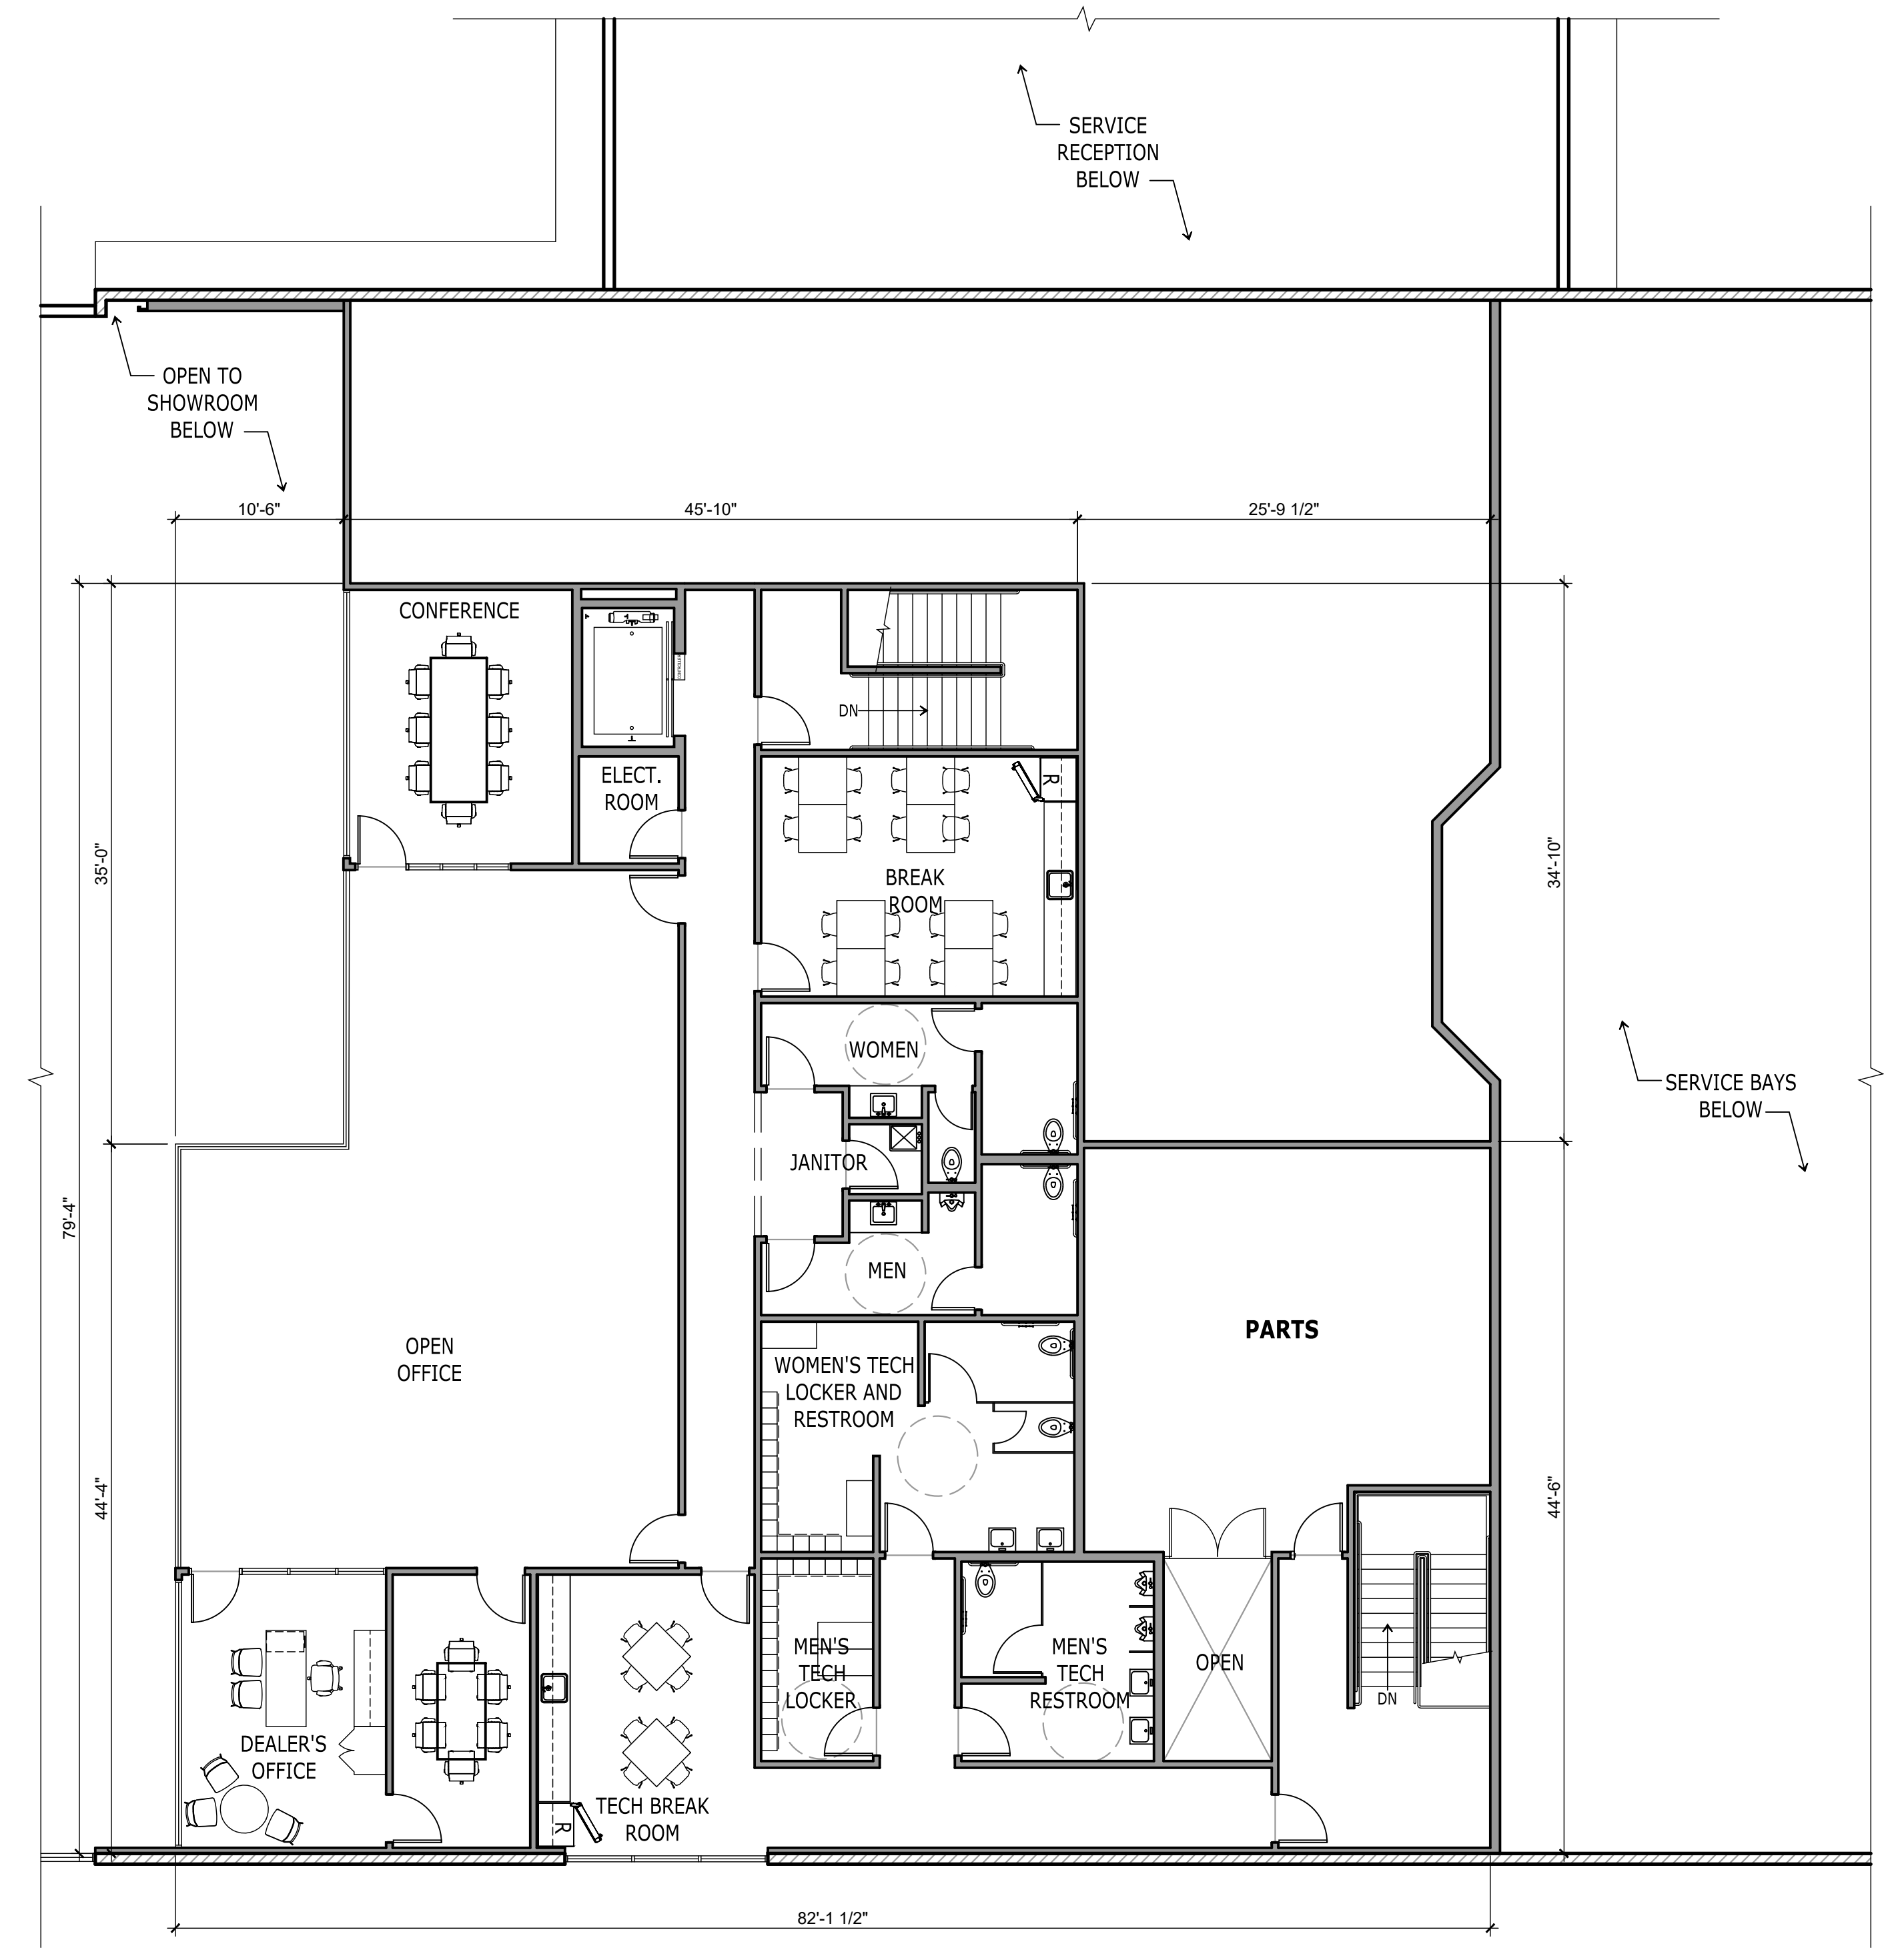 SERVICE
RECEPTION
BELOW
OPEN TO
SHOWROOM
BELOW
10'-6"
45'-10"
25'-9 1/2"
CONFERENCE
DN
ELECT.
ROOM
R
35'-0"
34'-10"
BREAK
ROOM
WOMEN
SERVICE BAYS
BELOW
JANITOR
79'-4"
MEN
PARTS
OPEN
OFFICE
WOMEN'S TECH
LOCKER AND
RESTROOM
44'-4"
44'-6"
MEN'S
TECH
LOCKER
MEN'S
TECH
RESTROOM
OPEN
DN
DEALER'S
OFFICE
TECH BREAK
ROOM
R
82'-1 1/2"